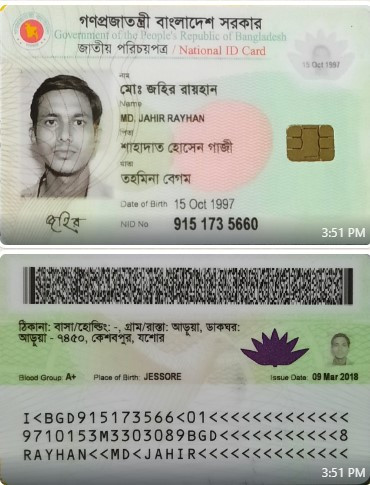 গণপ্রজাতন্ত্রী বাংলাদেশ সরকার
Government of the People's Republic of Bangladesh
জাতীয় পরিচয়পত্র / National ID Card
15 Oct 1997
নাম
মোঃ জহির রায়হান
Name
MD. JAHIR RAYHAN
পিতা
শাহাদাত হোসেন গাজী
মাতা
তহমিনা বেগম
Date of Birth 15 Oct 1997
জহির
NID No. 915 173 5660
3:51 PM
ঠিকানা: বাসা/হোল্ডিং: -, গ্রাম/রাস্তা: আড়ুয়া, ডাকঘর:
আড়ুয়া - ৭৪৫০, কেশবপুর, যশোর
Blood Group: A+ Place of Birth: JESSORE Issue Date: 09 Mar 2018
I<BGD915173566<01<<<<<<<<<<<<<
9710153M3303089BGD<<<<<<<<<<<8
RAYHAN<<MD<JAHIR<<<<<<<<<<<<<<
3:51 PM